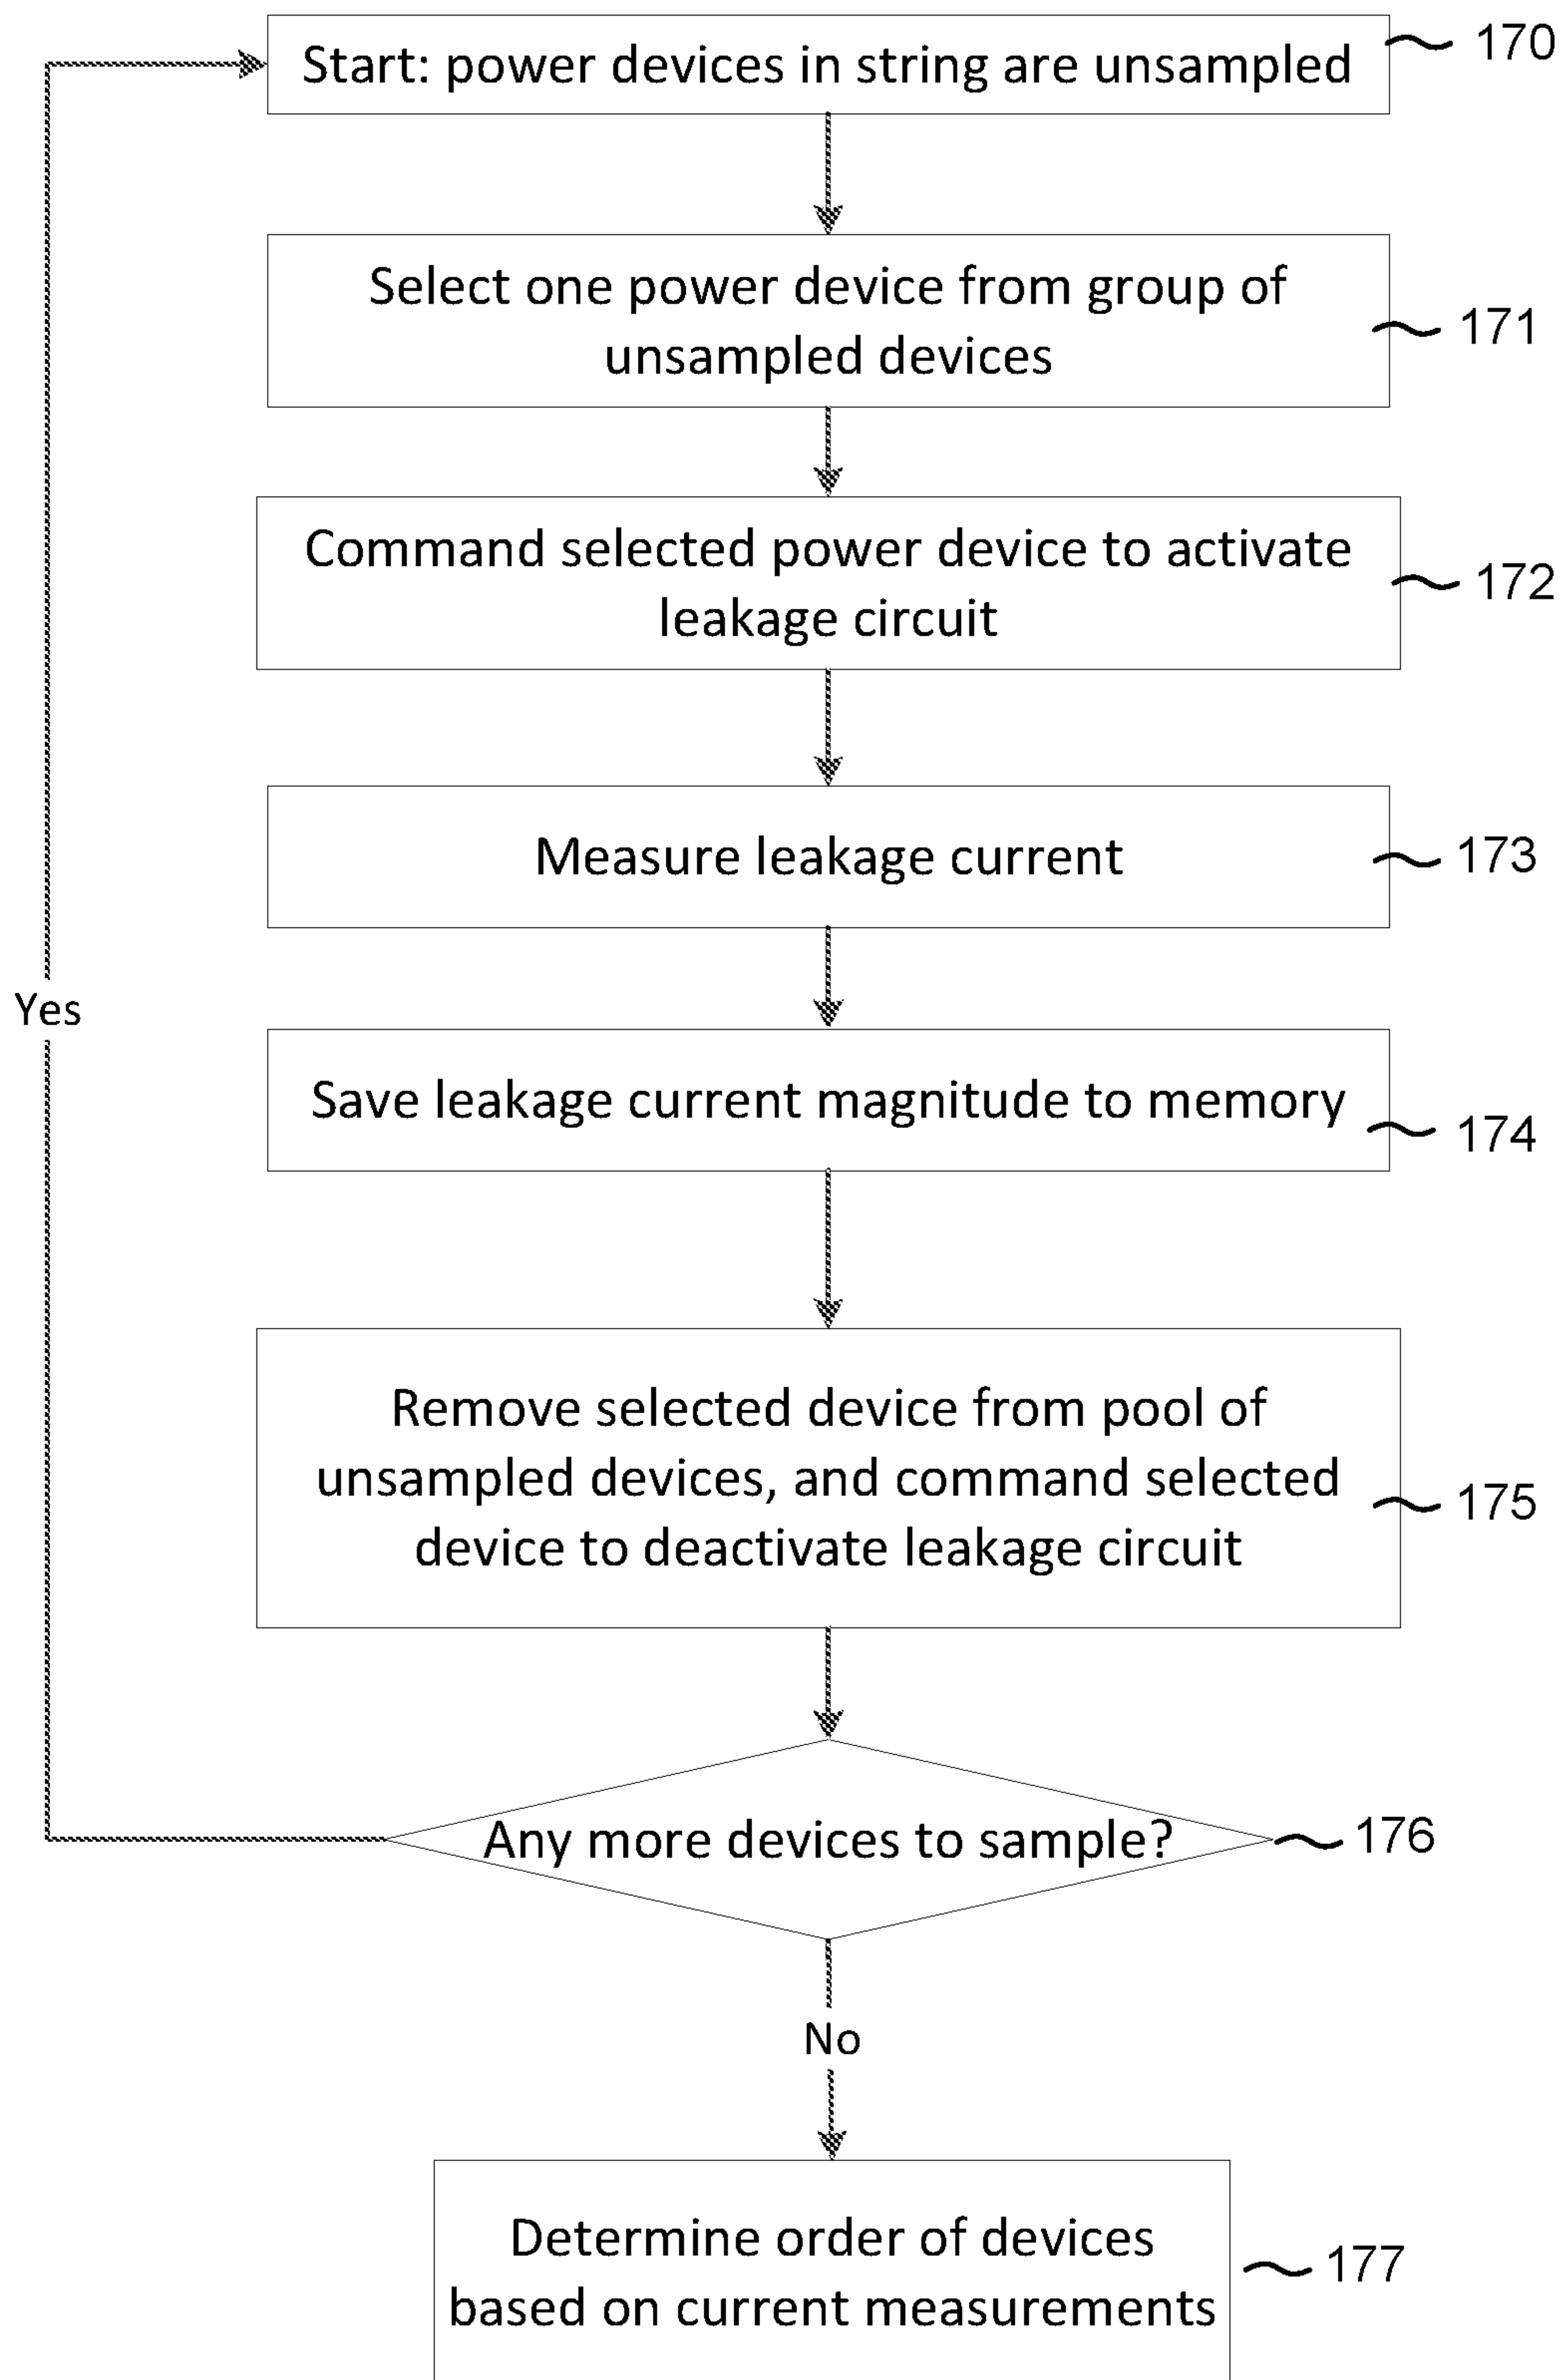 Start: power devices in string are unsampled
170
Select one power device from group of
unsampled devices
171
Command selected power device to activate
leakage circuit
172
Measure leakage current
173
Save leakage current magnitude to memory
174
Remove selected device from pool of
unsampled devices, and command selected
device to deactivate leakage circuit
175
Any more devices to sample?
176
Yes
No
Determine order of devices
based on current measurements
177